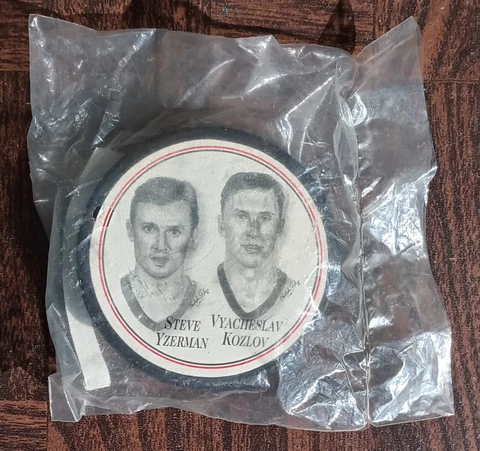 STEVE
YZERMAN
VYACHESLAV
KOZLOV